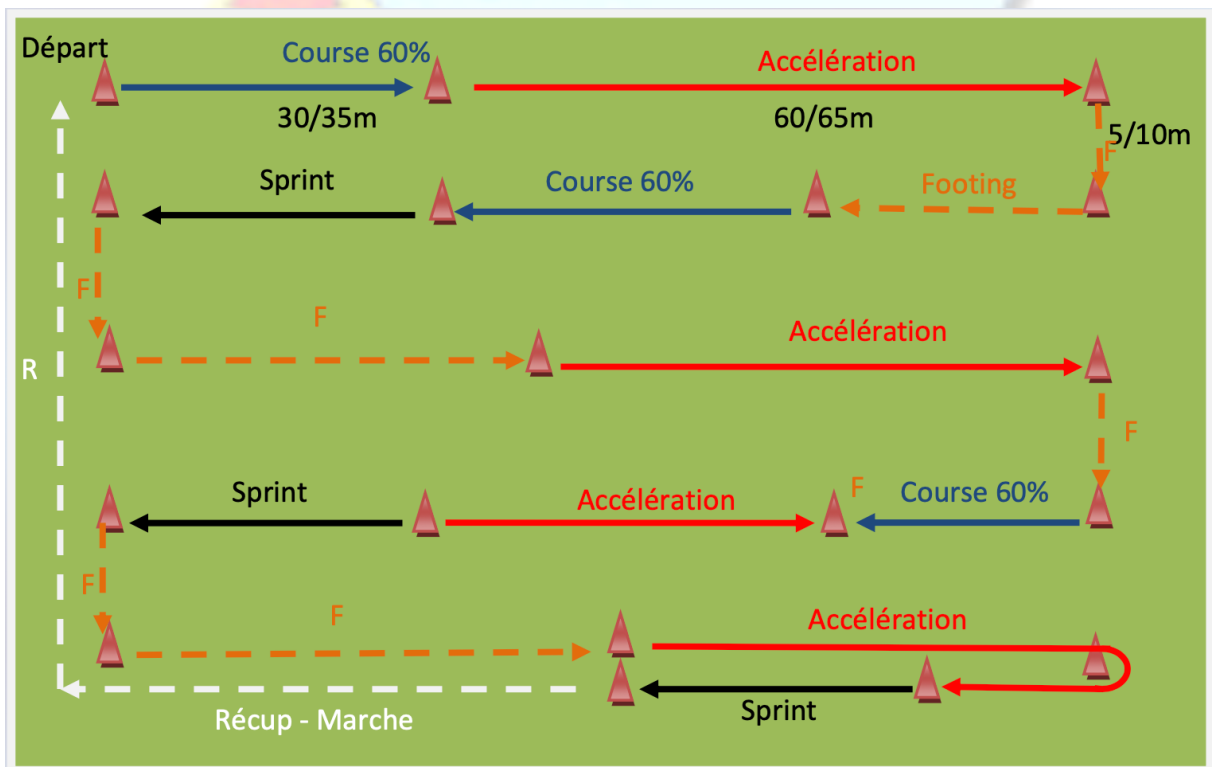 Départ
Course 60%
Accélération
30/35m
60/65m
5/10m
F
Sprint
Course 60%
Footing
F
F
Accélération
R
F
Sprint
Accélération
F
Course 60%
F
F
Accélération
Récup - Marche
Sprint